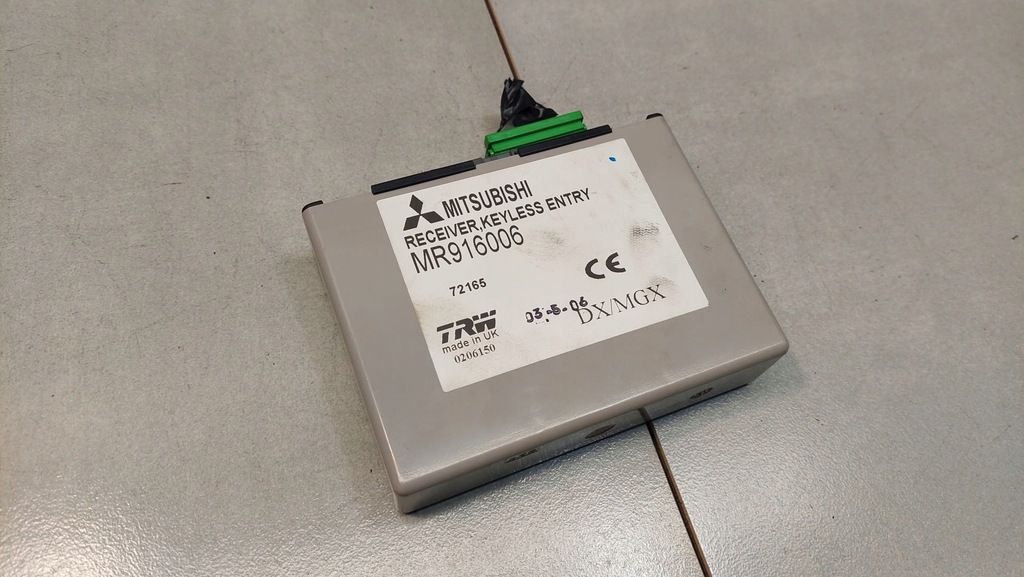 MITSUBISHI
RECEIVER,KEYLESS ENTRY
MR916006
72165
CE
TRW
03.-5-06
DX/MGX
made in UK
0206150